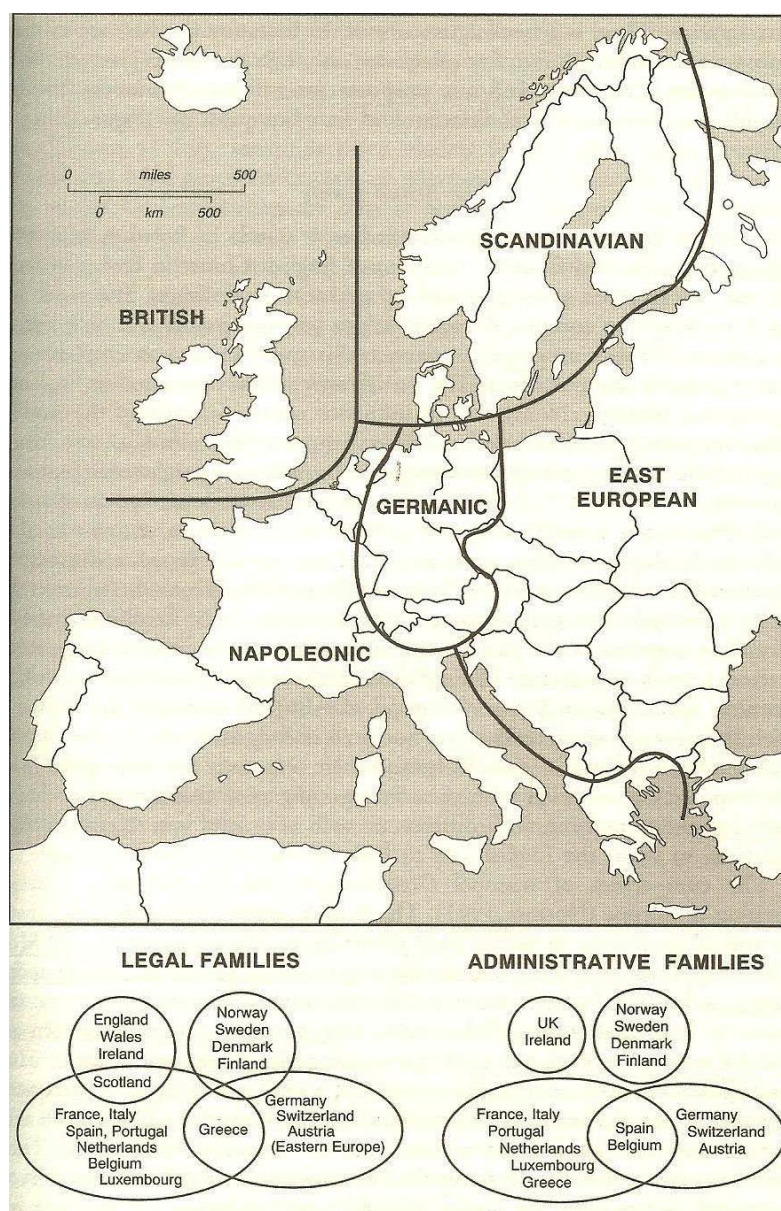 0 miles 500
0 km 500
SCANDINAVIAN
BRITISH
EAST
EUROPEAN
GERMANIC
NAPOLEONIC
LEGAL FAMILIES
England
Wales
Ireland
Scotland
Norway
Sweden
Denmark
Finland
France, Italy
Spain, Portugal
Netherlands
Belgium
Luxembourg
Greece
Germany
Switzerland
Austria
(Eastern Europe)
ADMINISTRATIVE FAMILIES
UK
Ireland
Norway
Sweden
Denmark
Finland
France, Italy
Portugal
Netherlands
Luxembourg
Greece
Spain
Belgium
Germany
Switzerland
Austria